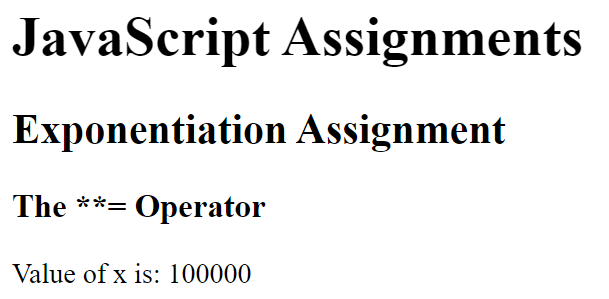 JavaScript Assignments
Exponentiation Assignment
The **= Operator
Value of x is: 100000